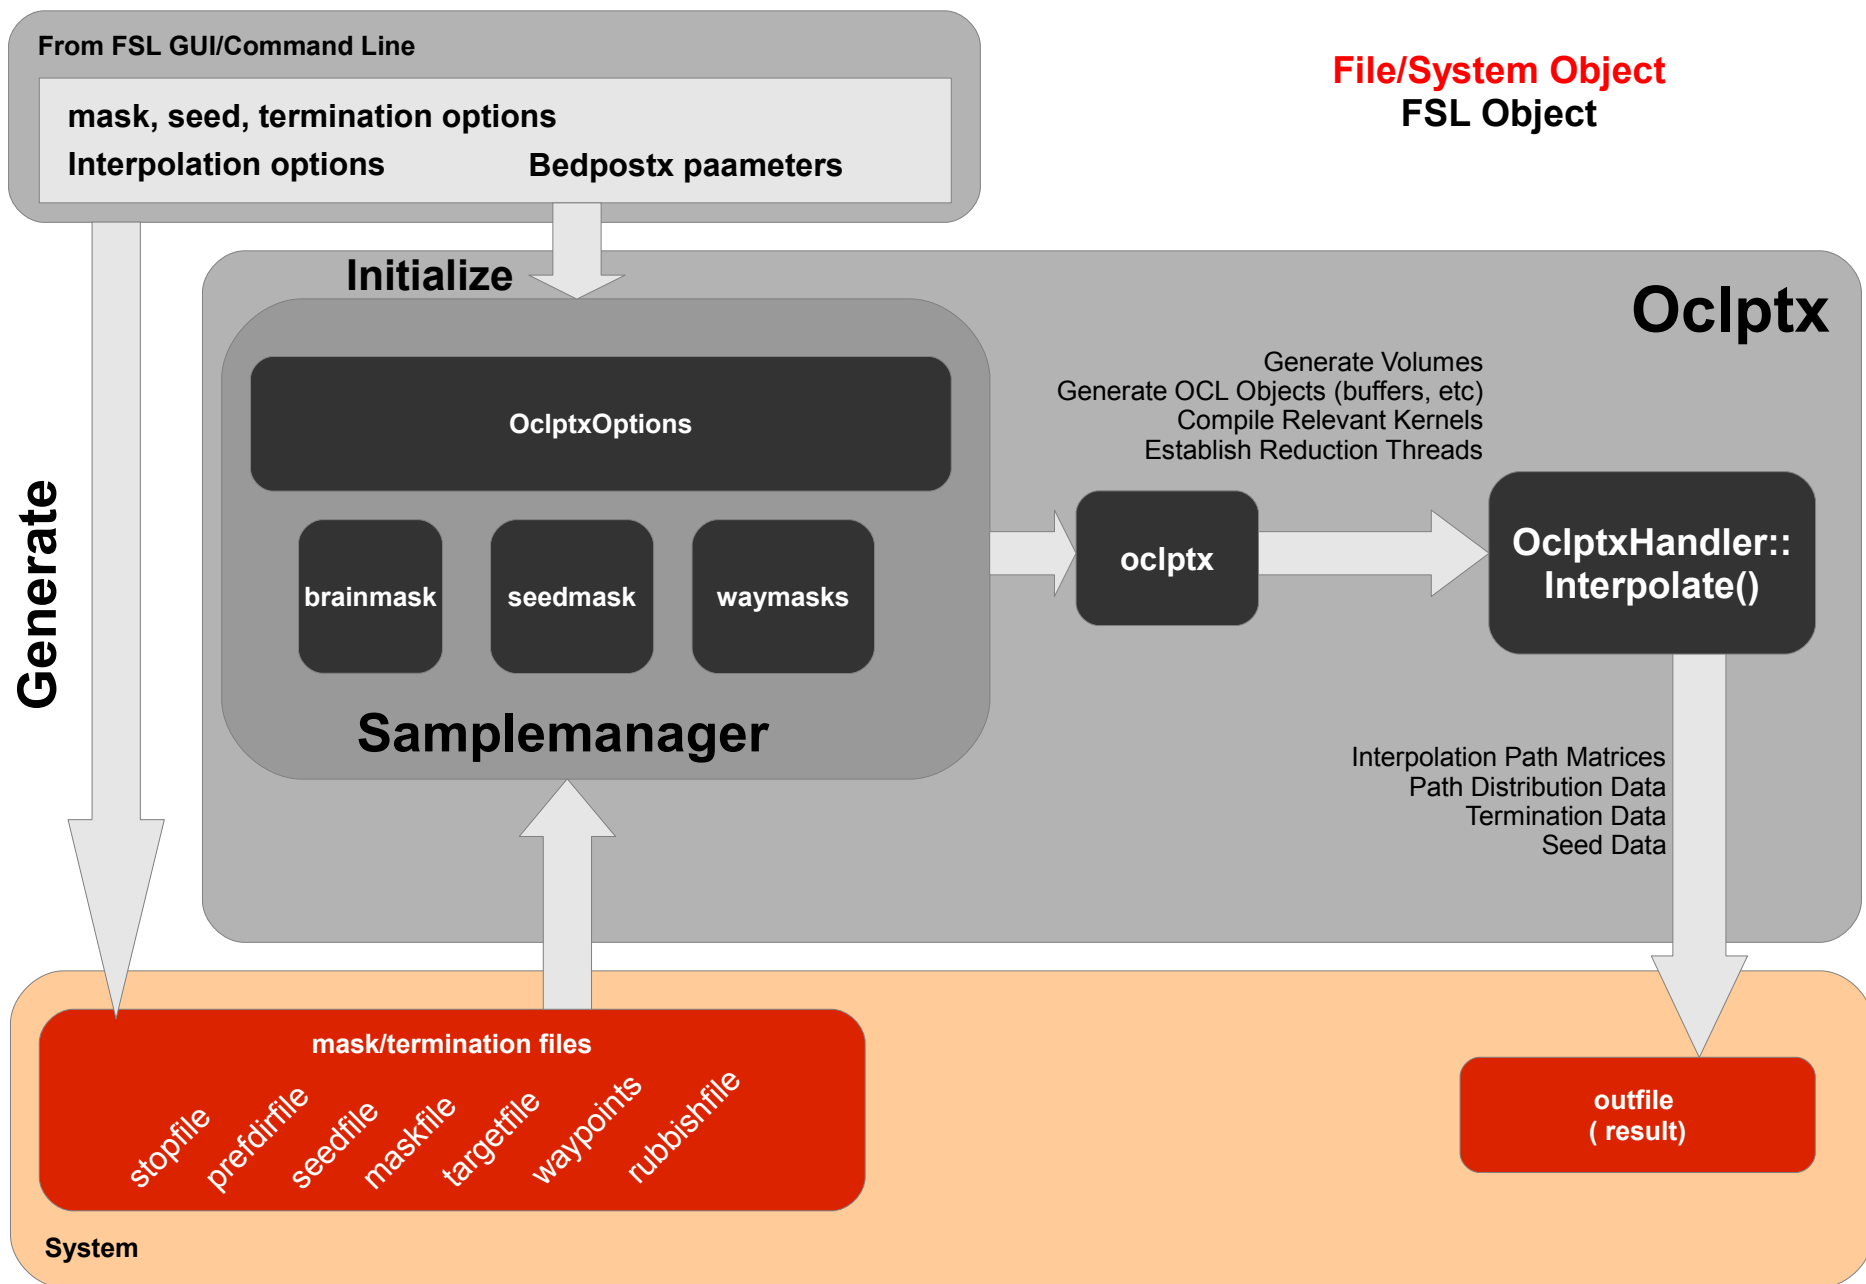 From FSL GUI/Command Line
mask, seed, termination options
Interpolation options
Bedpostx paameters
File/System Object
FSL Object
Generate
Initialize
Oclptx
OclptxOptions
brainmask
seedmask
waymasks
Samplemanager
Generate Volumes
Generate OCL Objects (buffers, etc)
Compile Relevant Kernels
Establish Reduction Threads
oclptx
OclptxHandler::
Interpolate()
Interpolation Path Matrices
Path Distribution Data
Termination Data
Seed Data
mask/termination files
stopfile
prefdirfile
seedfile
maskfile
targetfile
waypoints
rubbishfile
outfile
( result)
System